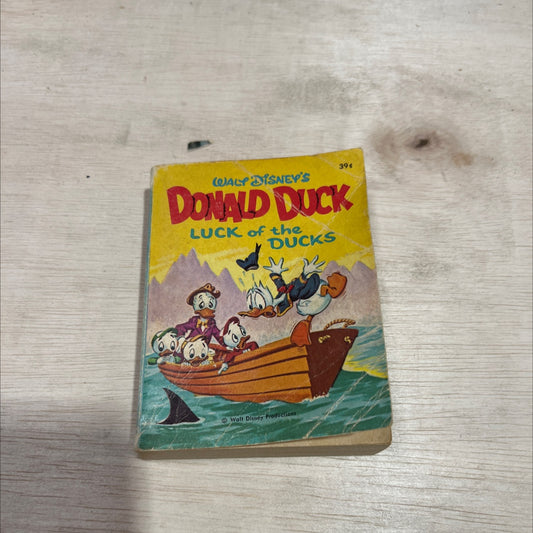 39¢
WALT DISNEY'S
DONALD DUCK
LUCK of the
DUCKS
© Walt Disney Productions